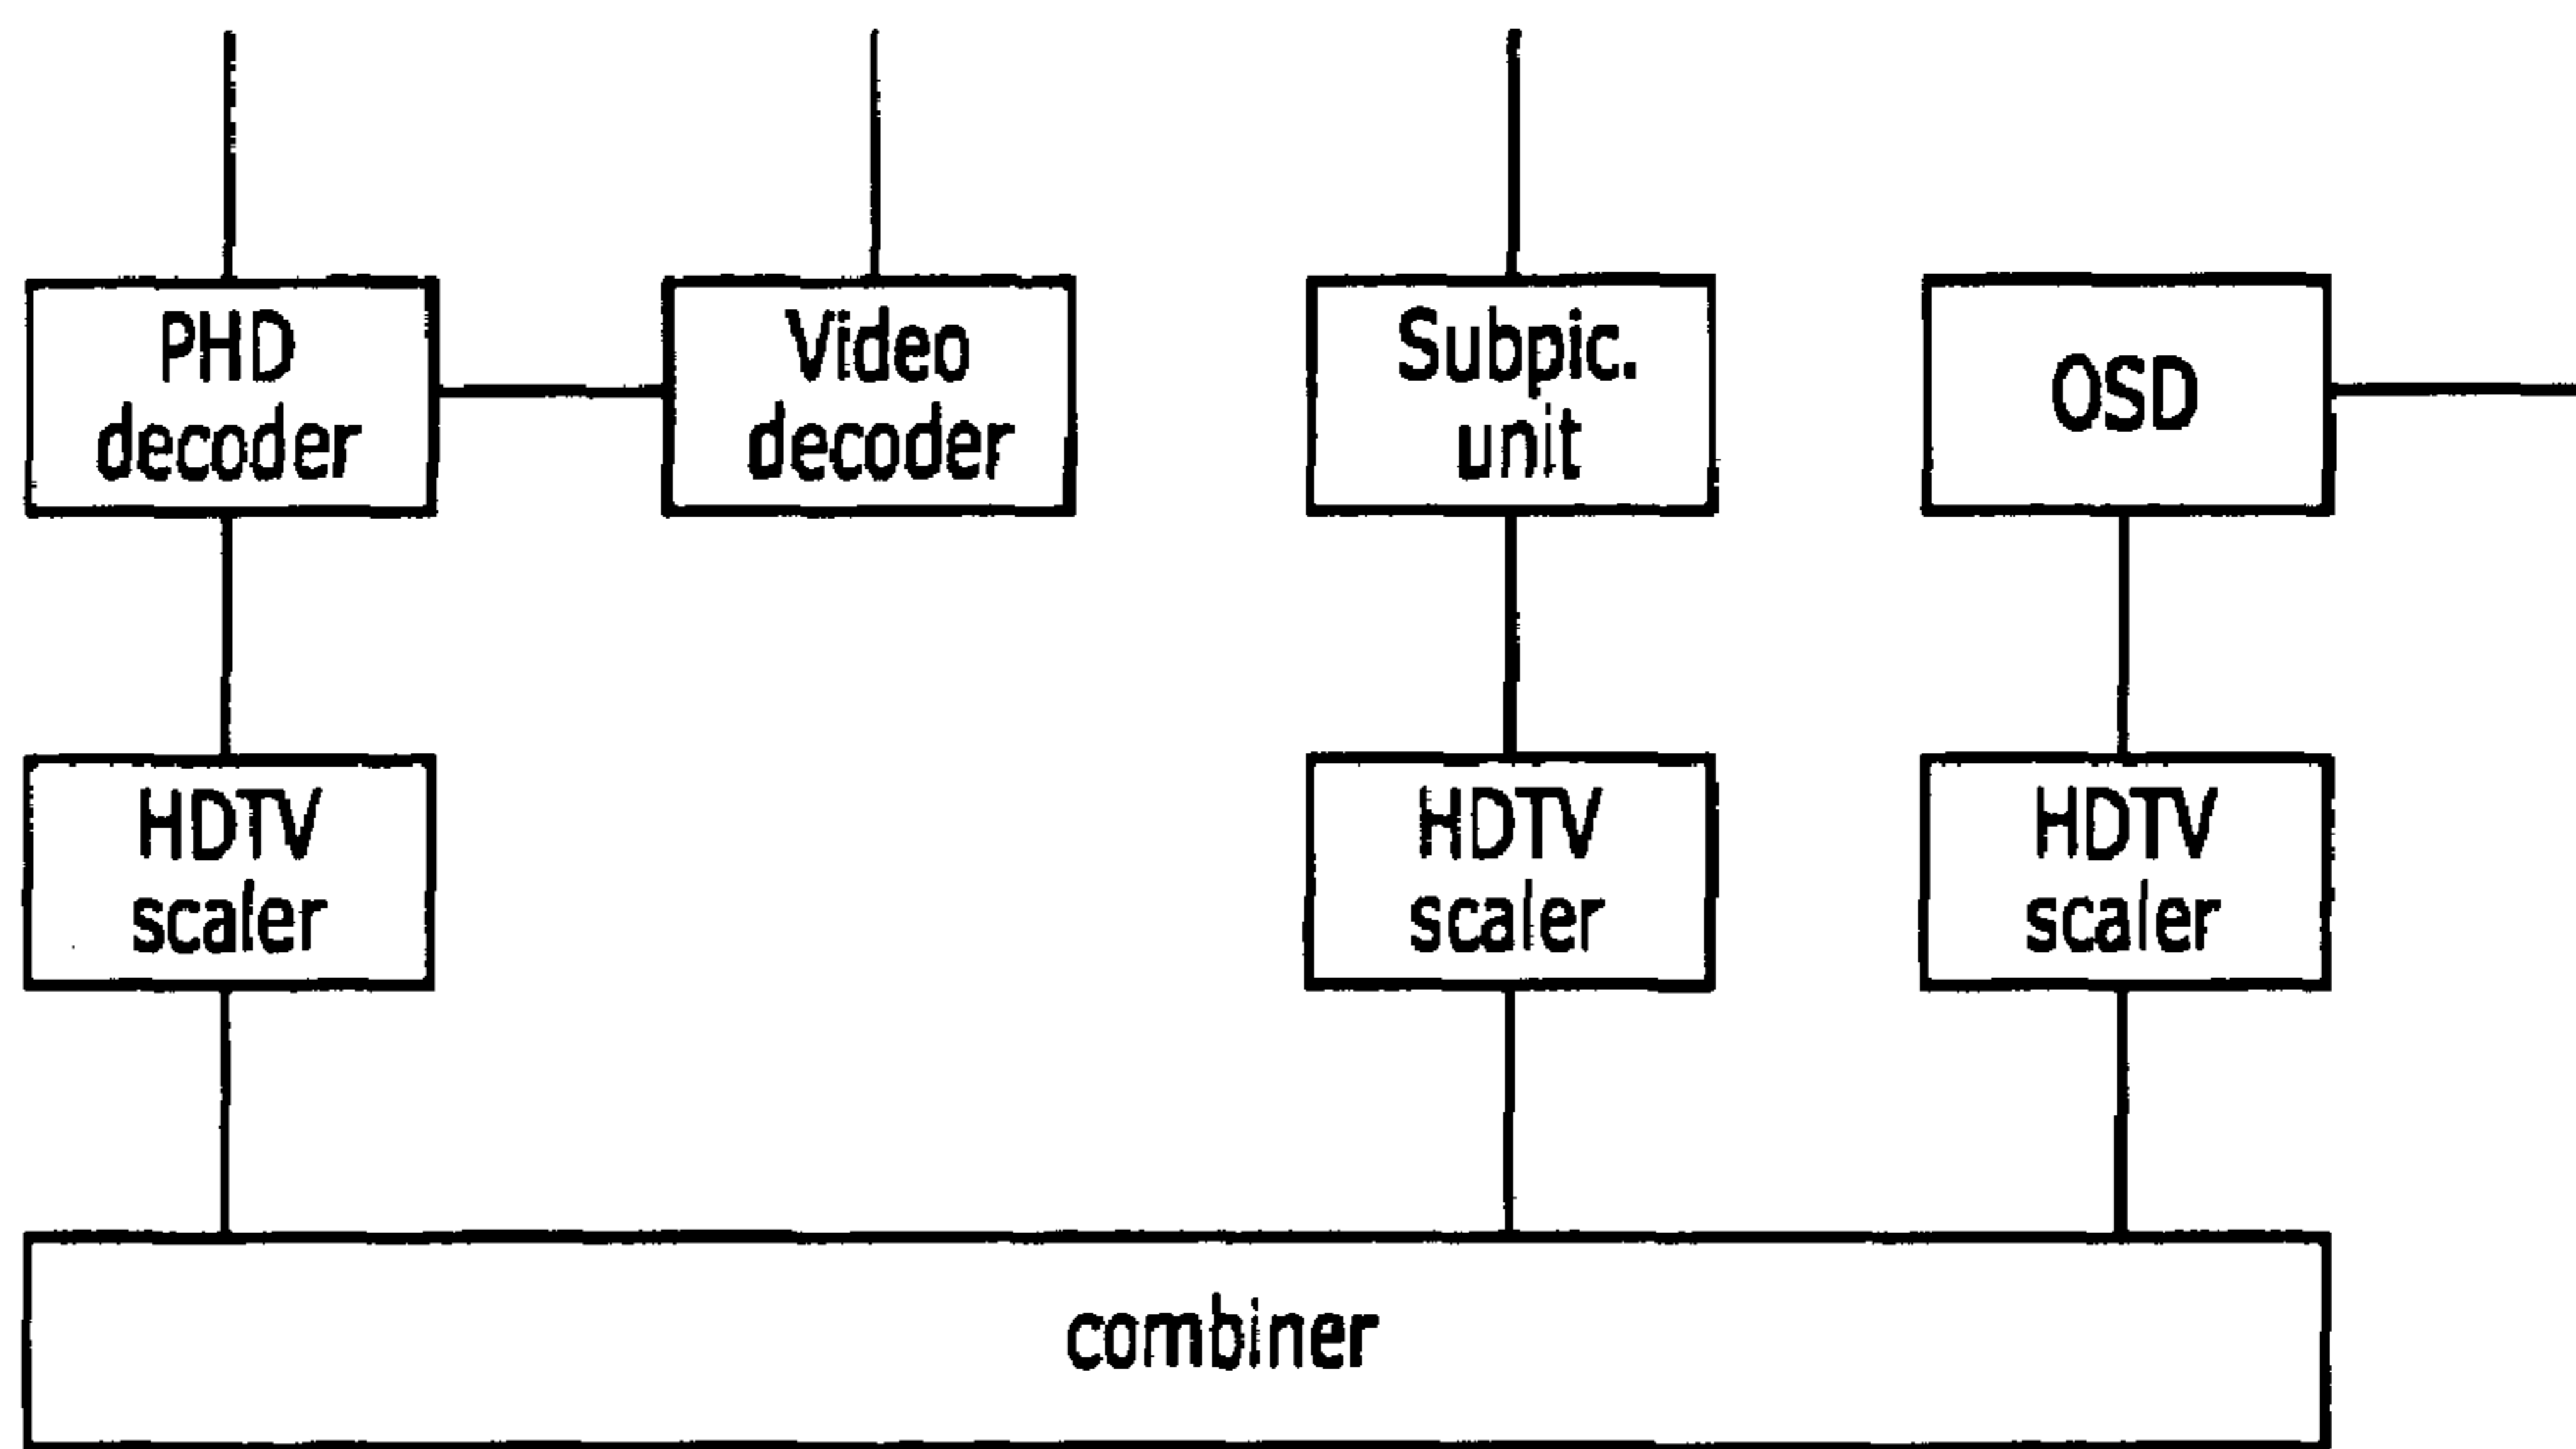 PHD
decoder
Video
decoder
Subpic.
unit
OSD
HDTV
scaler
HDTV
scaler
HDTV
scaler
combiner